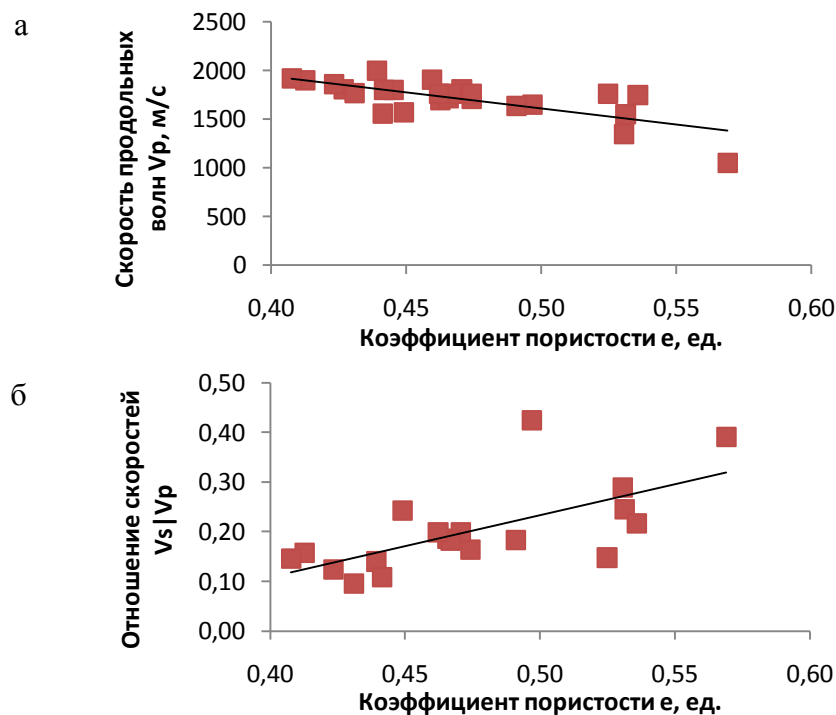 а
Скорость продольных
волн Vp, м/с
2500
2000
1500
1000
500
0
0,40 0,45 0,50 0,55 0,60
Коэффициент пористости e, ед.
б
Отношение скоростей
Vs|Vp
0,50
0,40
0,30
0,20
0,10
0,00
0,40 0,45 0,50 0,55 0,60
Коэффициент пористости e, ед.